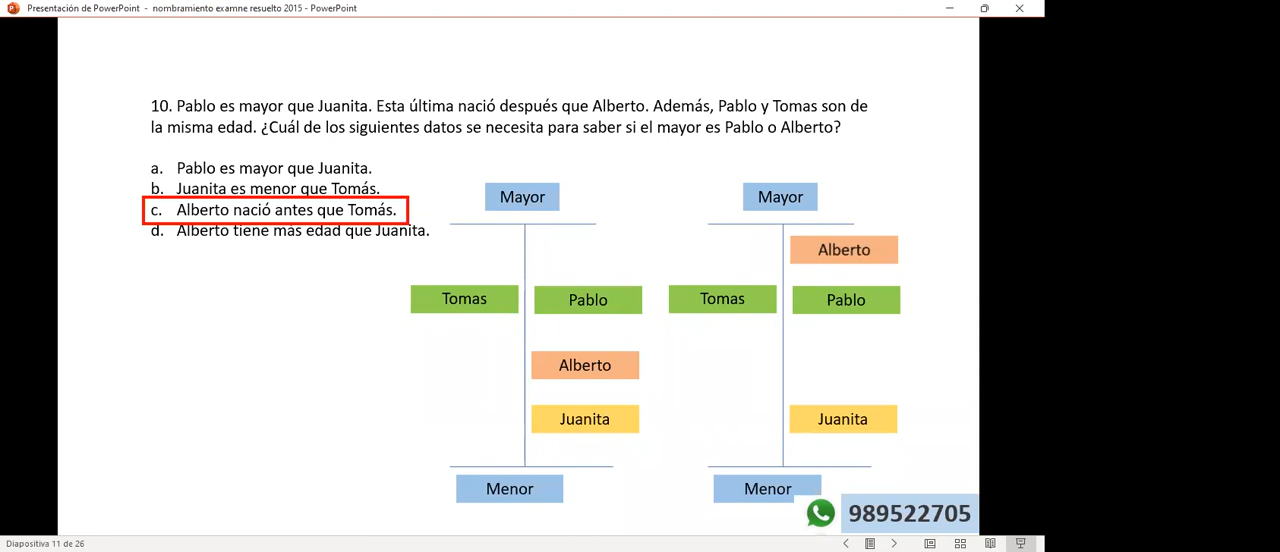 Presentación de PowerPoint - nombramiento examne resuelto 2015 - PowerPoint
10. Pablo es mayor que Juanita. Esta última nació después que Alberto. Además, Pablo y Tomas son de
la misma edad. ¿Cuál de los siguientes datos se necesita para saber si el mayor es Pablo o Alberto?
a. Pablo es mayor que Juanita.
b. Juanita es menor que Tomás.
c. Alberto nació antes que Tomás.
d. Alberto tiene más edad que Juanita.
Mayor
Tomas
Pablo
Alberto
Juanita
Menor
Mayor
Alberto
Tomas
Pablo
Juanita
Menor
989522705
Diapositiva 11 de 26